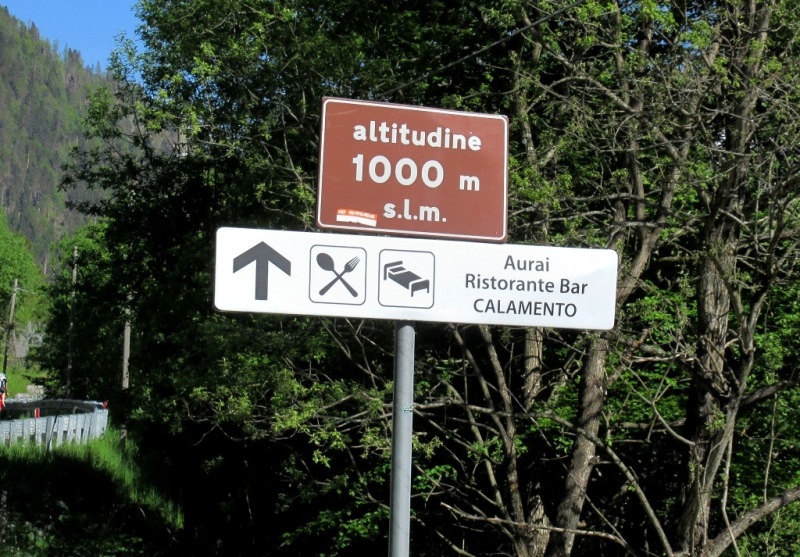 altitudine
1000 m
s.l.m.
Aurai
Ristorante Bar
CALAMENTO